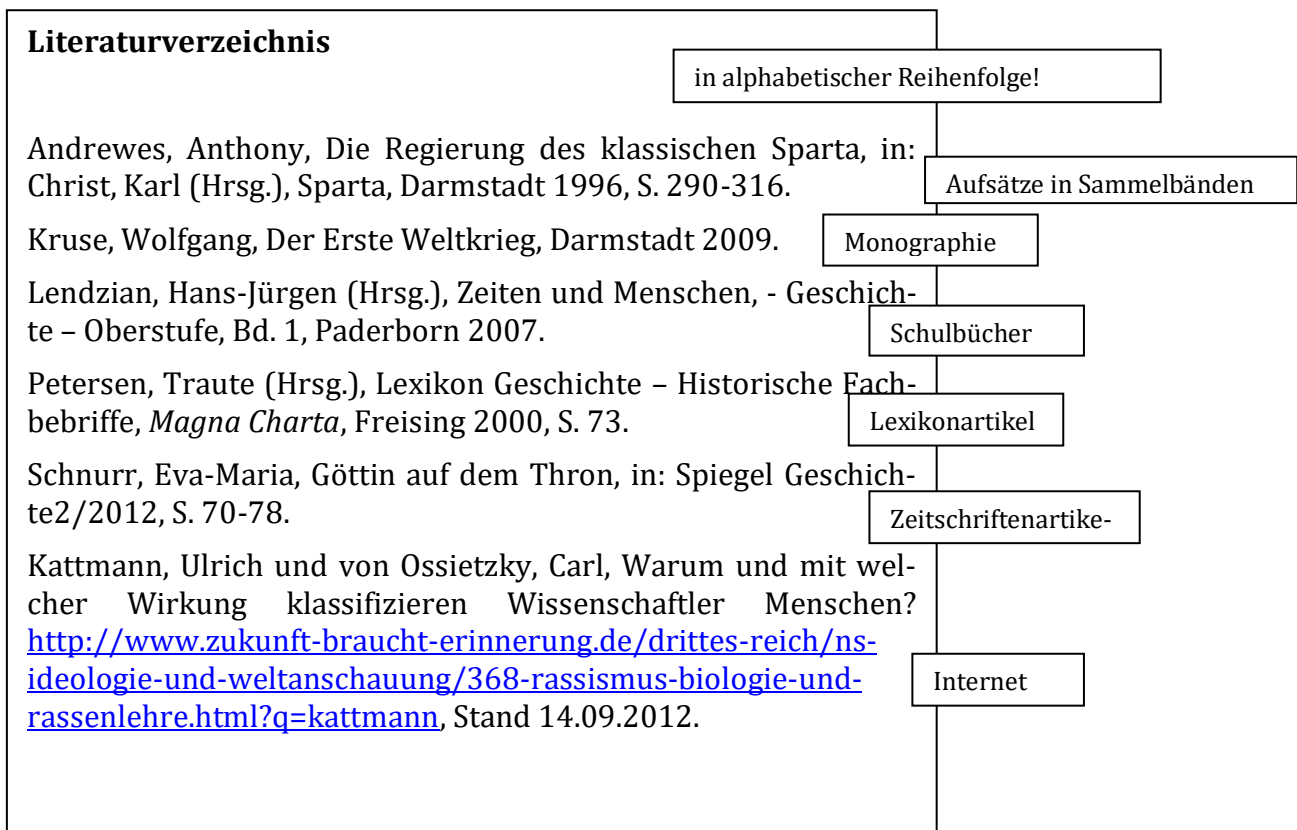 Literaturverzeichnis
in alphabetischer Reihenfolge!
Andrewes, Anthony, Die Regierung des klassischen Sparta, in:
Christ, Karl (Hrsg.), Sparta, Darmstadt 1996, S. 290-316.
Aufsätze in Sammelbänden
Kruse, Wolfgang, Der Erste Weltkrieg, Darmstadt 2009.
Monographie
Lendzian, Hans-Jürgen (Hrsg.), Zeiten und Menschen, - Geschich-
te – Oberstufe, Bd. 1, Paderborn 2007.
Schulbücher
Petersen, Traute (Hrsg.), Lexikon Geschichte – Historische Fach-
bebriffe, Magna Charta, Freising 2000, S. 73.
Lexikonartikel
Schnurr, Eva-Maria, Göttin auf dem Thron, in: Spiegel Geschich-
te2/2012, S. 70-78.
Zeitschriftenartike-
Kattmann, Ulrich und von Ossietzky, Carl, Warum und mit wel-
cher Wirkung klassifizieren Wissenschaftler Menschen?
http://www.zukunft-braucht-erinnerung.de/drittes-reich/ns-
ideologie-und-weltanschauung/368-rassismus-biologie-und-
rassenlehre.html?q=kattmann, Stand 14.09.2012.
Internet